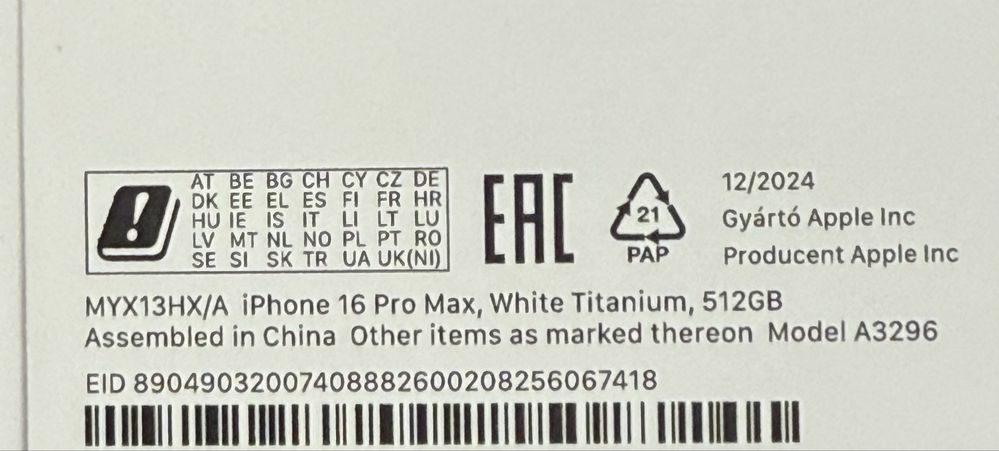 AT BE BG CH CY CZ DE
DK EE EL ES FI FR HR
HU IE IS IT LI LT LU
LV MT NL NO PL PT RO
SE SI SK TR UA UK(NI)
EAC
21
PAP
12/2024
Gyártó Apple Inc
Producent Apple Inc
MYX13HX/A iPhone 16 Pro Max, White Titanium, 512GB
Assembled in China Other items as marked thereon Model A3296
EID 89049032007408882600208256067418